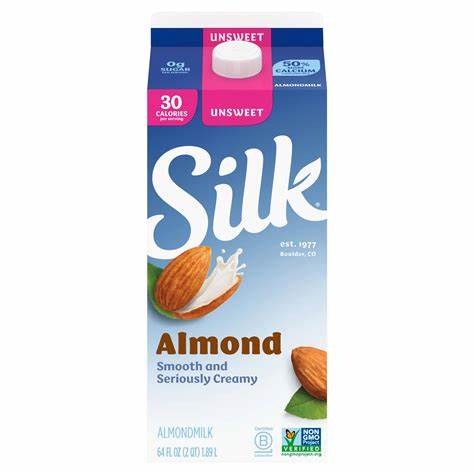 UNSWEET
0g
SUGAR
50%
CALCIUM
ALMONDMILK
30
CALORIES
per serving
UNSWEET
Silk
est. 1977
Boulder, CO
Almond
Smooth and
Seriously Creamy
ALMONDMILK
64 FL OZ (2 QT) 1.89 L
Certified
B
Corporation
NON
GMO
Project
VERIFIED
nongmoproject.org